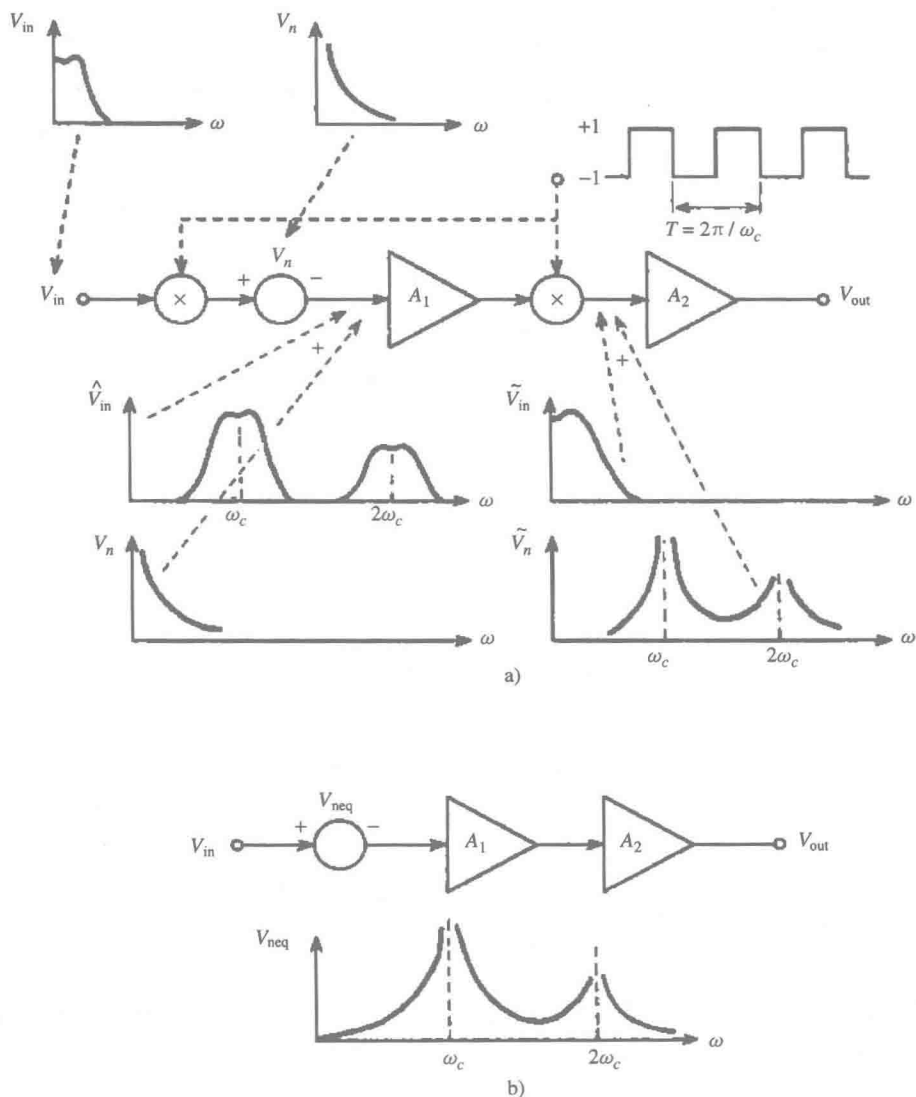 V_in
ω
V_n
ω
+1
−1
T = 2π / ω_c
V_n
V_in
×
+
−
A_1
×
A_2
V_out
+
+
V̂_in
ω_c
2ω_c
ω
Ṽ_in
ω
V_n
ω
Ṽ_n
ω_c
2ω_c
ω
a)
V_neq
V_in
+
−
A_1
A_2
V_out
V_neq
ω_c
2ω_c
ω
b)